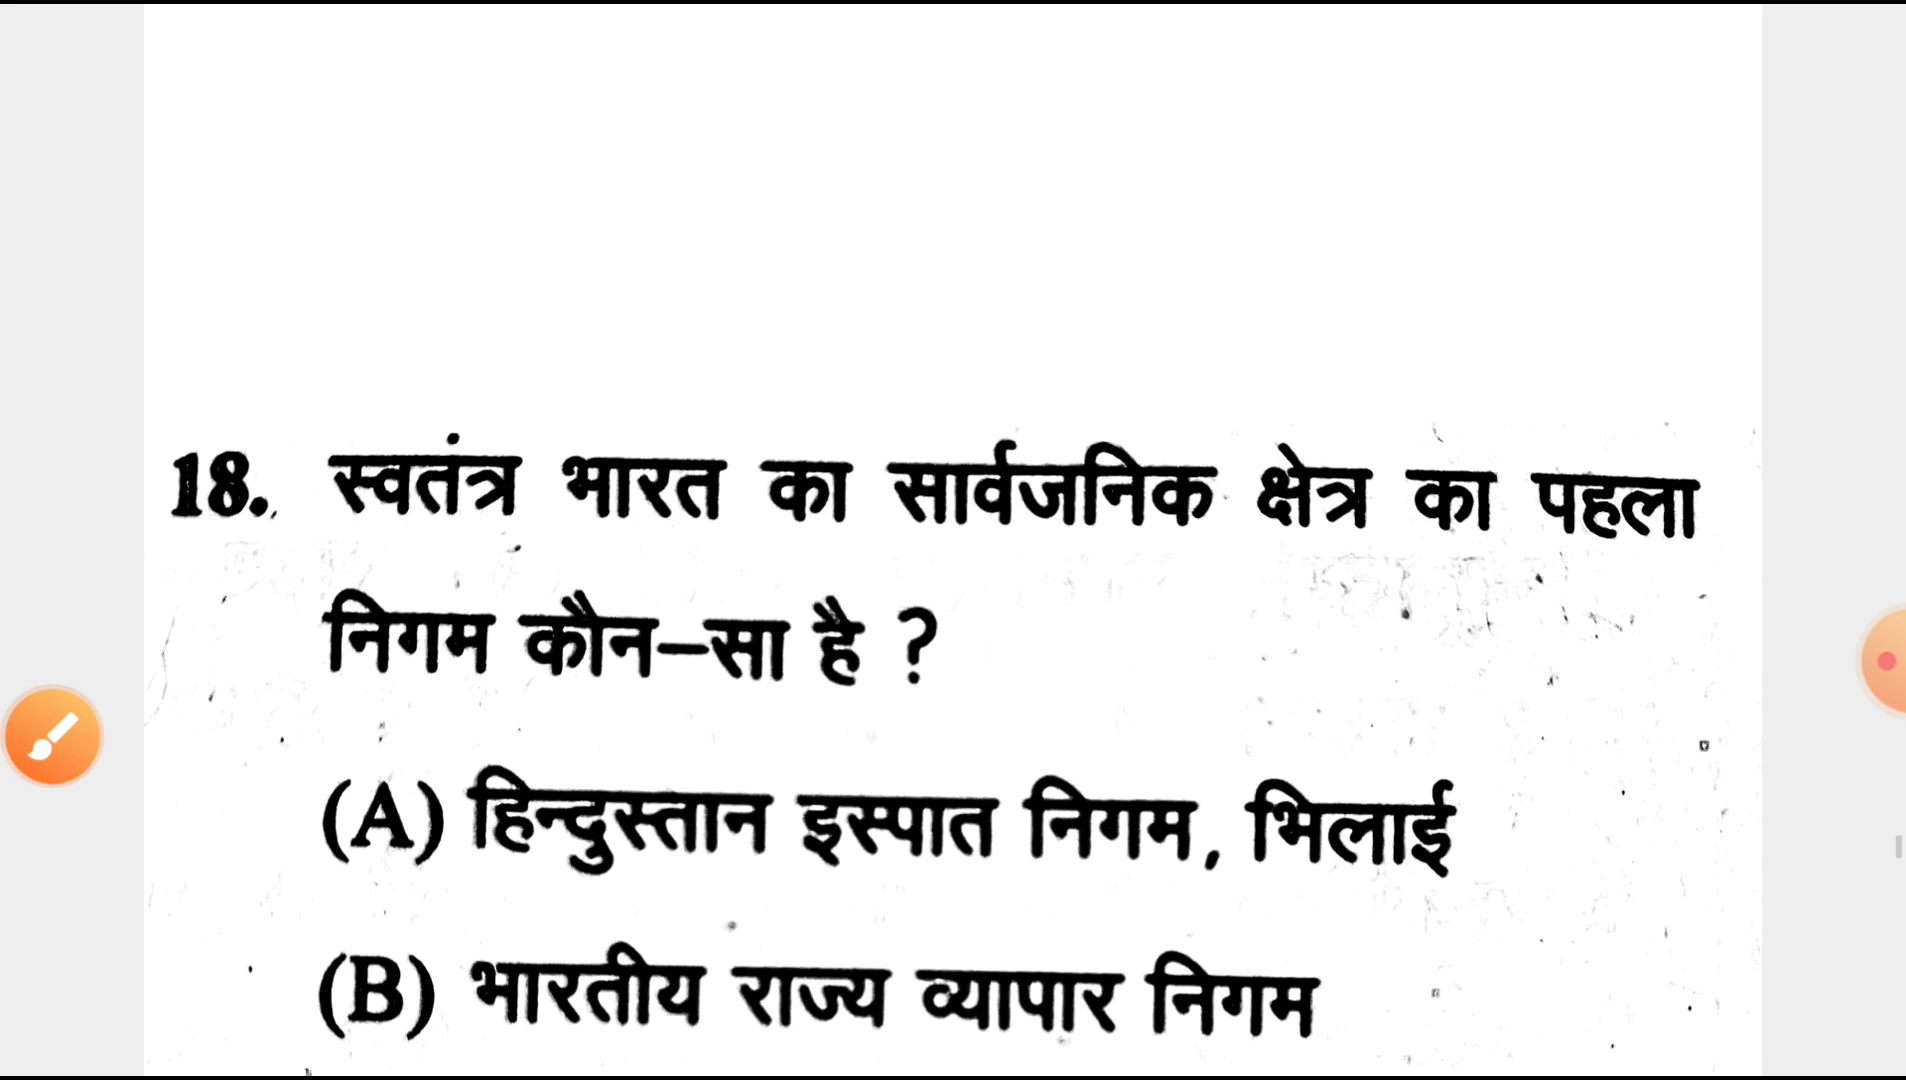 18. स्वतंत्र भारत का सार्वजनिक क्षेत्र का पहला
निगम कौन–सा है ?
(A) हिन्दुस्तान इस्पात निगम, भिलाई
(B) भारतीय राज्य व्यापार निगम